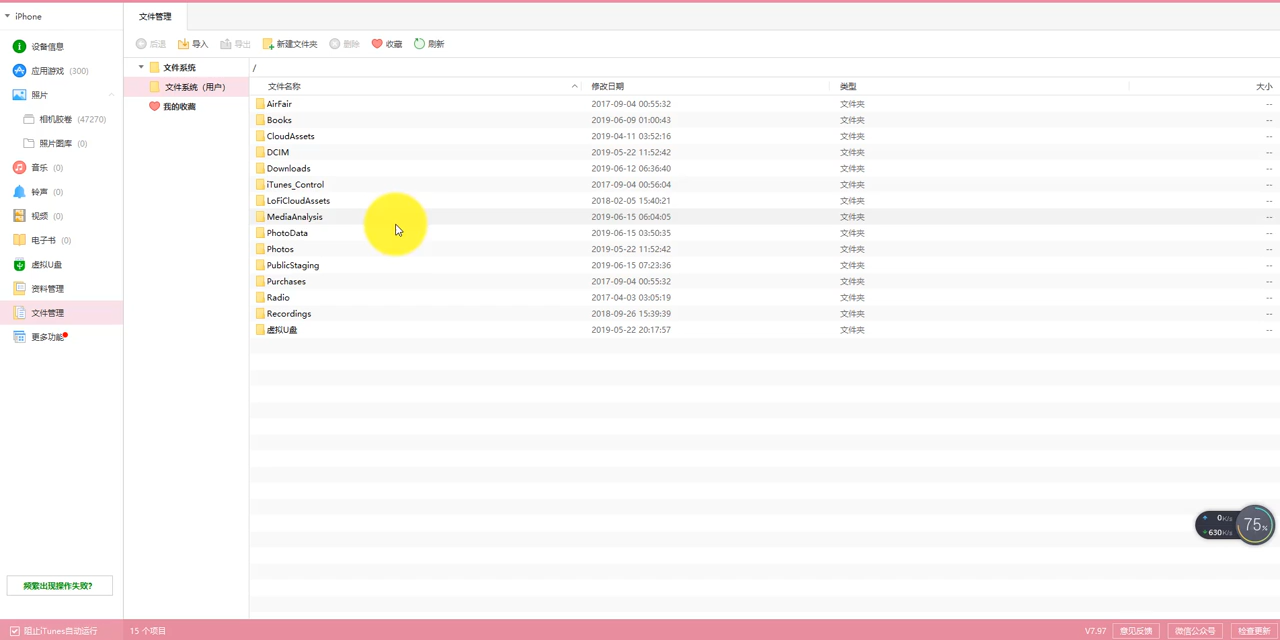 iPhone
文件管理
设备信息
应用游戏 (300)
照片
相机胶卷 (47270)
照片图库 (0)
音乐 (0)
铃声 (0)
视频 (0)
电子书 (0)
虚拟U盘
资料管理
文件管理
更多功能
频繁出现操作失败?
后退 导入 导出 新建文件夹 删除 收藏 刷新
文件系统
文件系统（用户）
我的收藏
/
文件名称 修改日期 类型 大小
AirFair 2017-09-04 00:55:32 文件夹 --
Books 2019-06-09 01:00:43 文件夹 --
CloudAssets 2019-04-11 03:52:16 文件夹 --
DCIM 2019-05-22 11:52:42 文件夹 --
Downloads 2019-06-12 06:36:40 文件夹 --
iTunes_Control 2017-09-04 00:56:04 文件夹 --
LoFiCloudAssets 2018-02-05 15:40:21 文件夹 --
MediaAnalysis 2019-06-15 06:04:05 文件夹 --
PhotoData 2019-06-15 03:50:35 文件夹 --
Photos 2019-05-22 11:52:42 文件夹 --
PublicStaging 2019-06-15 07:23:36 文件夹 --
Purchases 2017-09-04 00:55:32 文件夹 --
Radio 2017-04-03 03:05:19 文件夹 --
Recordings 2018-09-26 15:39:39 文件夹 --
虚拟U盘 2019-05-22 20:17:57 文件夹 --
0K/s
630K/s
75%
阻止iTunes自动运行
15 个项目
V7.97 意见反馈 微信公众号 检查更新